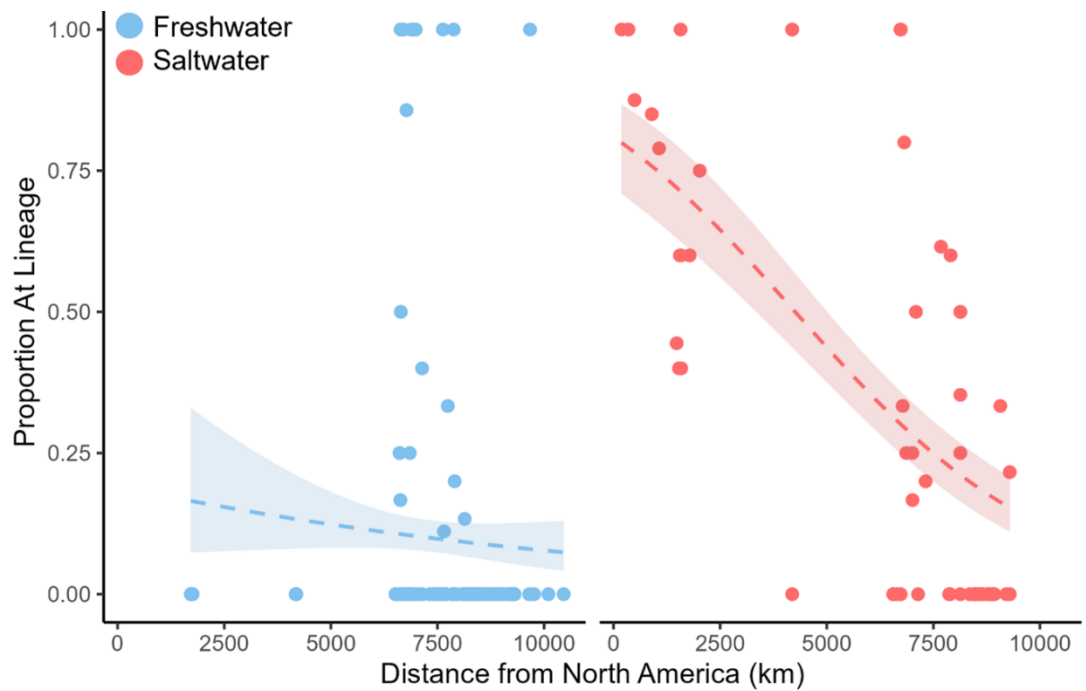 Freshwater
Saltwater
Proportion At Lineage
1.00
0.75
0.50
0.25
0.00
0 2500 5000 7500 10000 0 2500 5000 7500 10000
Distance from North America (km)